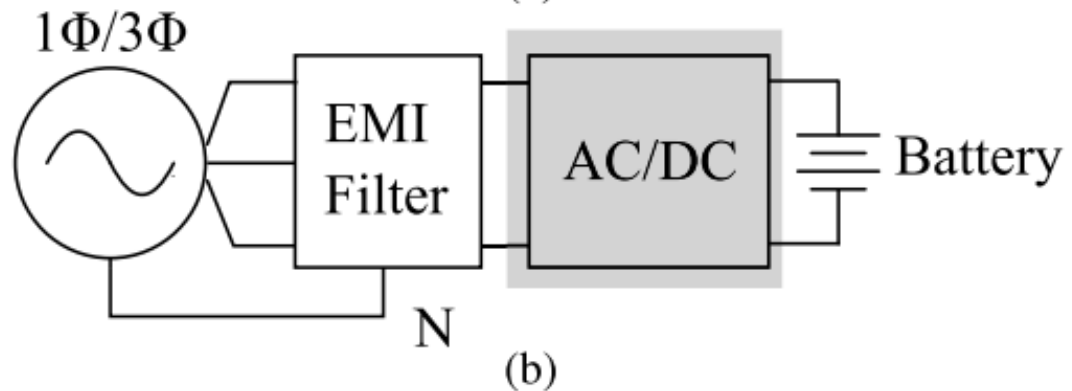 1Φ/3Φ
EMI
Filter
AC/DC
Battery
N
(b)